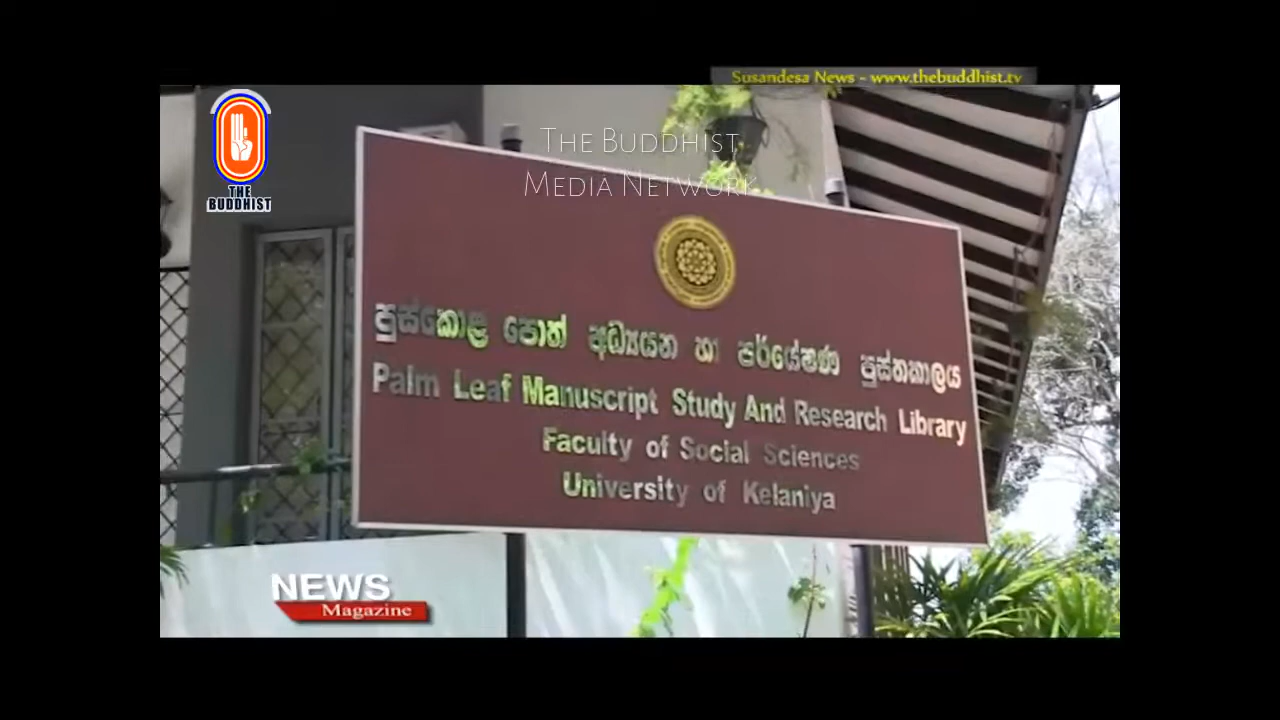 Susandesa News - www.thebuddhist.tv
The Buddhist
Media Network
THE
BUDDHIST
පුස්කොළ පොත් අධ්‍යයන හා පර්යේෂණ පුස්තකාලය
Palm Leaf Manuscript Study And Research Library
Faculty of Social Sciences
University of Kelaniya
NEWS
Magazine